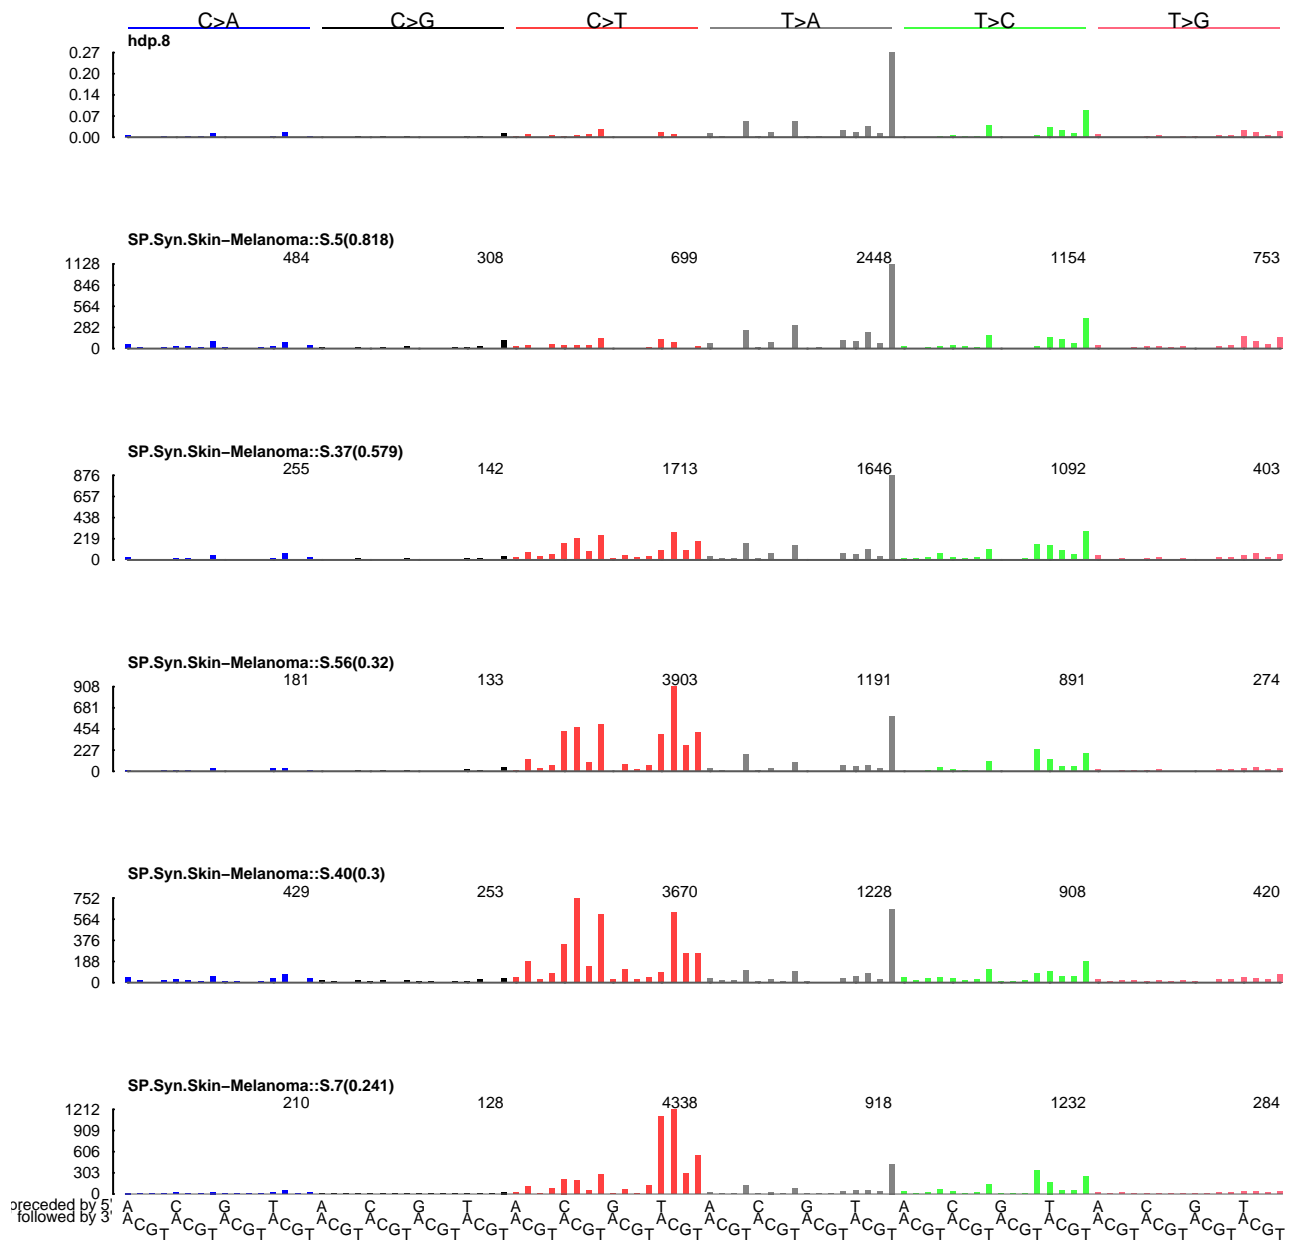 C>A C>G C>T T>A T>C T>G
hdp.8
0.27
0.20
0.14
0.07
0.00
SP.Syn.Skin−Melanoma::S.5(0.818)
484 308 699 2448 1154 753
1128
846
564
282
0
SP.Syn.Skin−Melanoma::S.37(0.579)
255 142 1713 1646 1092 403
876
657
438
219
0
SP.Syn.Skin−Melanoma::S.56(0.32)
181 133 3903 1191 891 274
908
681
454
227
0
SP.Syn.Skin−Melanoma::S.40(0.3)
429 253 3670 1228 908 420
752
564
376
188
0
SP.Syn.Skin−Melanoma::S.7(0.241)
210 128 4338 918 1232 284
1212
909
606
303
0
preceded by 5' A C G T A C G T A C G T A C G T A C G T A C G T
followed by 3' A C G T A C G T A C G T A C G T A C G T A C G T A C G T A C G T A C G T A C G T A C G T A C G T A C G T A C G T A C G T A C G T A C G T A C G T A C G T A C G T A C G T A C G T A C G T A C G T